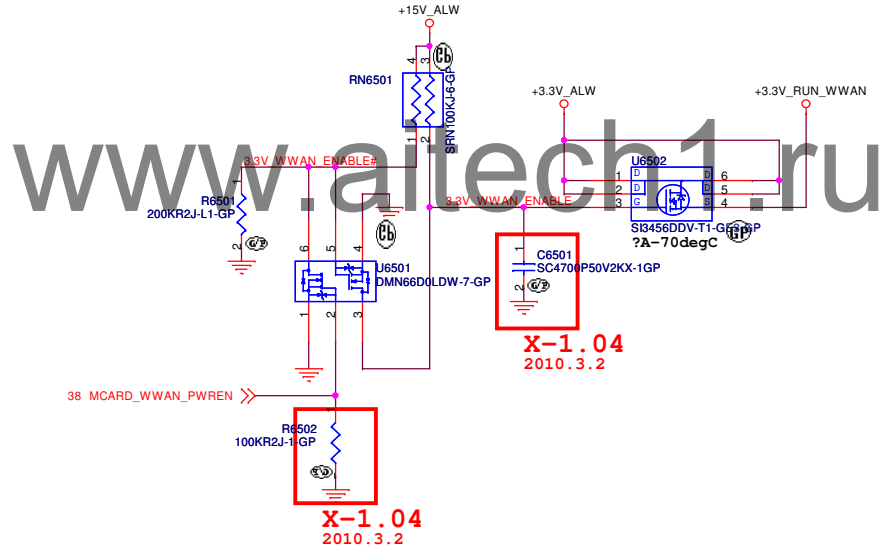 +15V_ALW
4 3
RN6501
SRN100KJ-6-GP
1 2
+3.3V_ALW
+3.3V_RUN_WWAN
www.aitech1.ru
3.3V_WWAN_ENABLE#
U6502
1 D D 6
2 D D 5
3 G S 4
SI3456DDV-T1-GE3-GP
?A-70degC
3.3V_WWAN_ENABLE
1
R6501
200KR2J-L1-GP
2
6 5 4
U6501
DMN66D0LDW-7-GP
1 2 3
1
C6501
SC4700P50V2KX-1GP
2
X-1.04
2010.3.2
38 MCARD_WWAN_PWREN
1
R6502
100KR2J-1-GP
X-1.04
2010.3.2